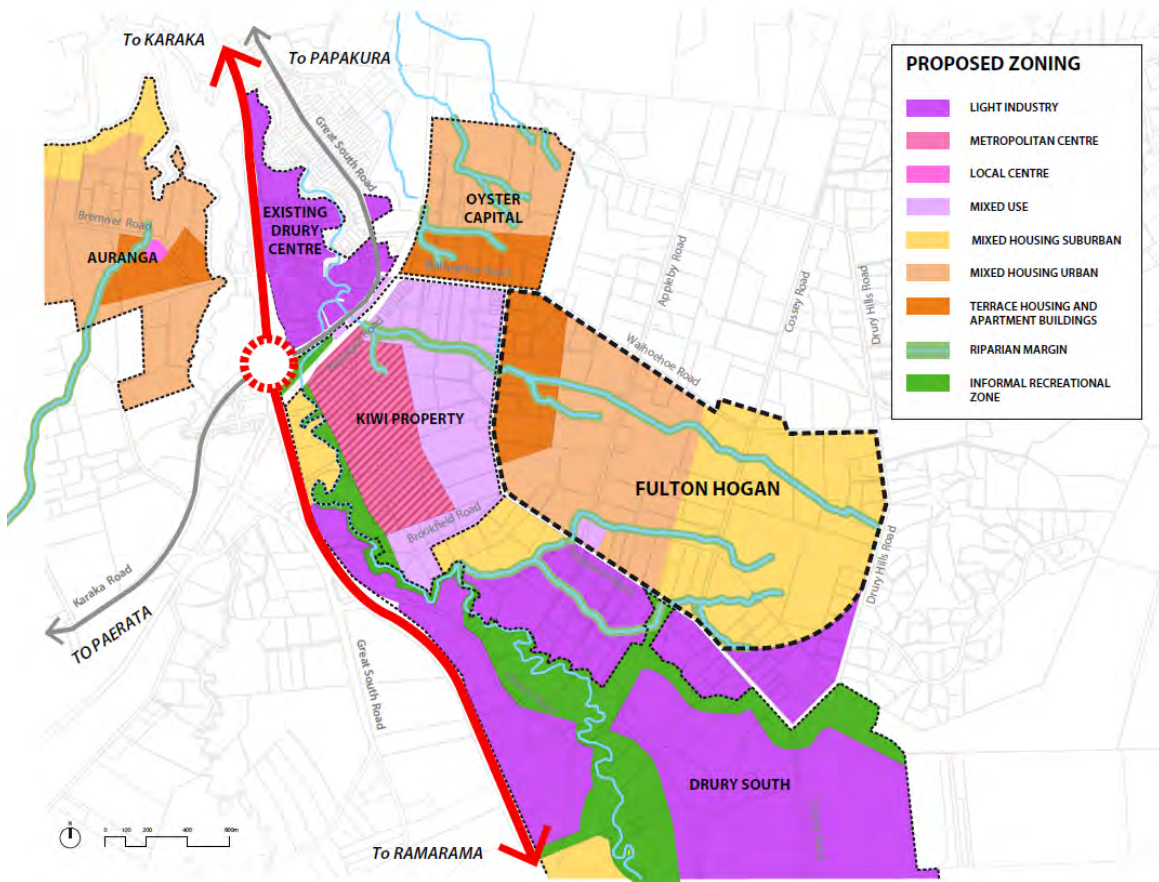 To KARAKA
To PAPAKURA
Great South Road
EXISTING
DRURY
CENTRE
Bremner Road
AURANGA
OYSTER
CAPITAL
Waihoehoe Road
Appleby Road
Cossey Road
Drury Hills Road
Waihoehoe Road
KIWI PROPERTY
FULTON HOGAN
Brookfield Road
Drury Hills Road
Karaka Road
TO PAERATA
Great South Road
DRURY SOUTH
To RAMARAMA
N
0 100 200 400 600m
PROPOSED ZONING
LIGHT INDUSTRY
METROPOLITAN CENTRE
LOCAL CENTRE
MIXED USE
MIXED HOUSING SUBURBAN
MIXED HOUSING URBAN
TERRACE HOUSING AND
APARTMENT BUILDINGS
RIPARIAN MARGIN
INFORMAL RECREATIONAL
ZONE